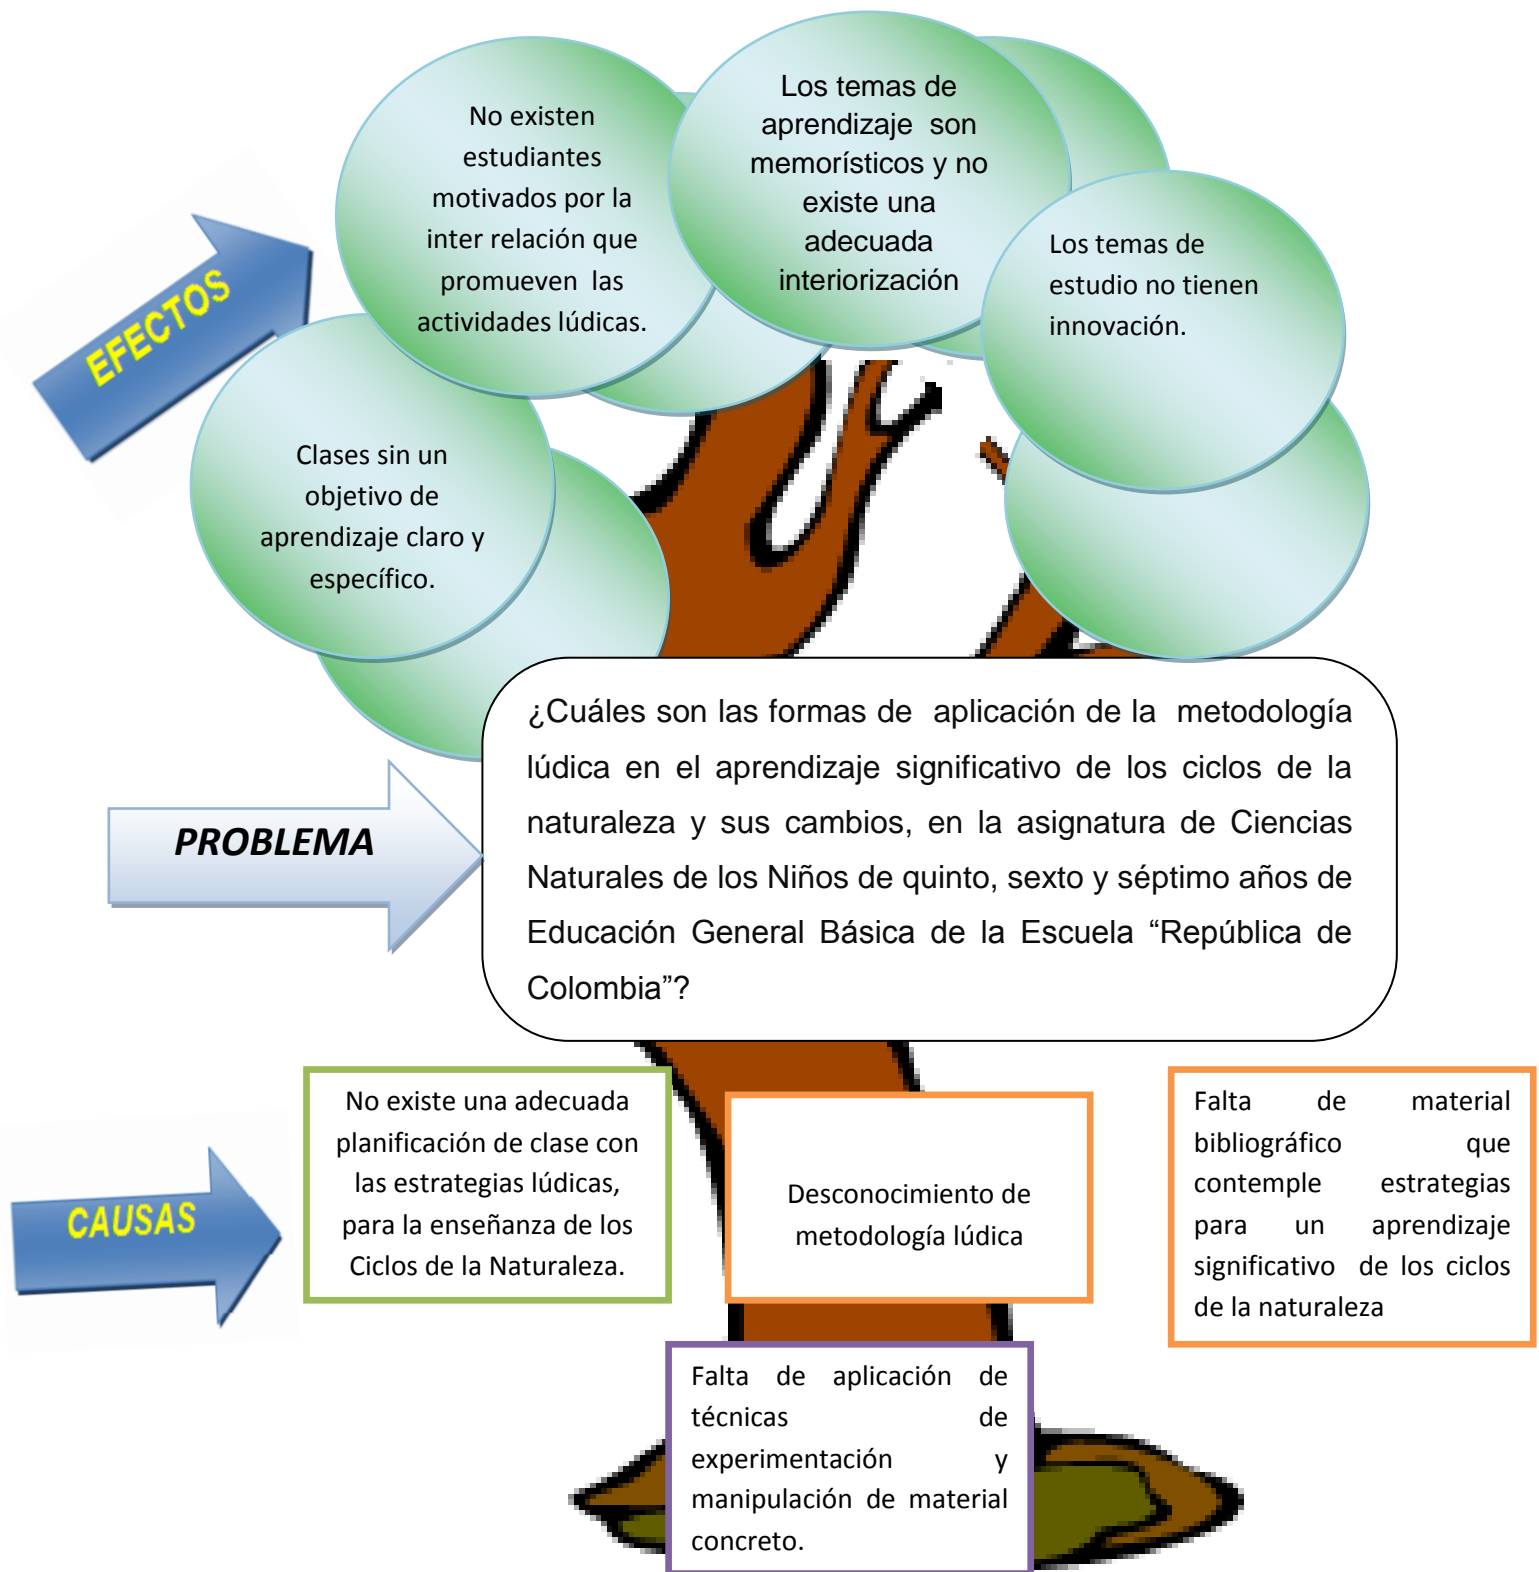 No existen
estudiantes
motivados por la
inter relación que
promueven las
actividades lúdicas.
Los temas de
aprendizaje son
memorísticos y no
existe una
adecuada
interiorización
Los temas de
estudio no tienen
innovación.
EFECTOS
Clases sin un
objetivo de
aprendizaje claro y
específico.
PROBLEMA
¿Cuáles son las formas de aplicación de la metodología
lúdica en el aprendizaje significativo de los ciclos de la
naturaleza y sus cambios, en la asignatura de Ciencias
Naturales de los Niños de quinto, sexto y séptimo años de
Educación General Básica de la Escuela “República de
Colombia”?
CAUSAS
No existe una adecuada
planificación de clase con
las estrategias lúdicas,
para la enseñanza de los
Ciclos de la Naturaleza.
Desconocimiento de
metodología lúdica
Falta de material
bibliográfico que
contemple estrategias
para un aprendizaje
significativo de los ciclos
de la naturaleza
Falta de aplicación de
técnicas de
experimentación y
manipulación de material
concreto.